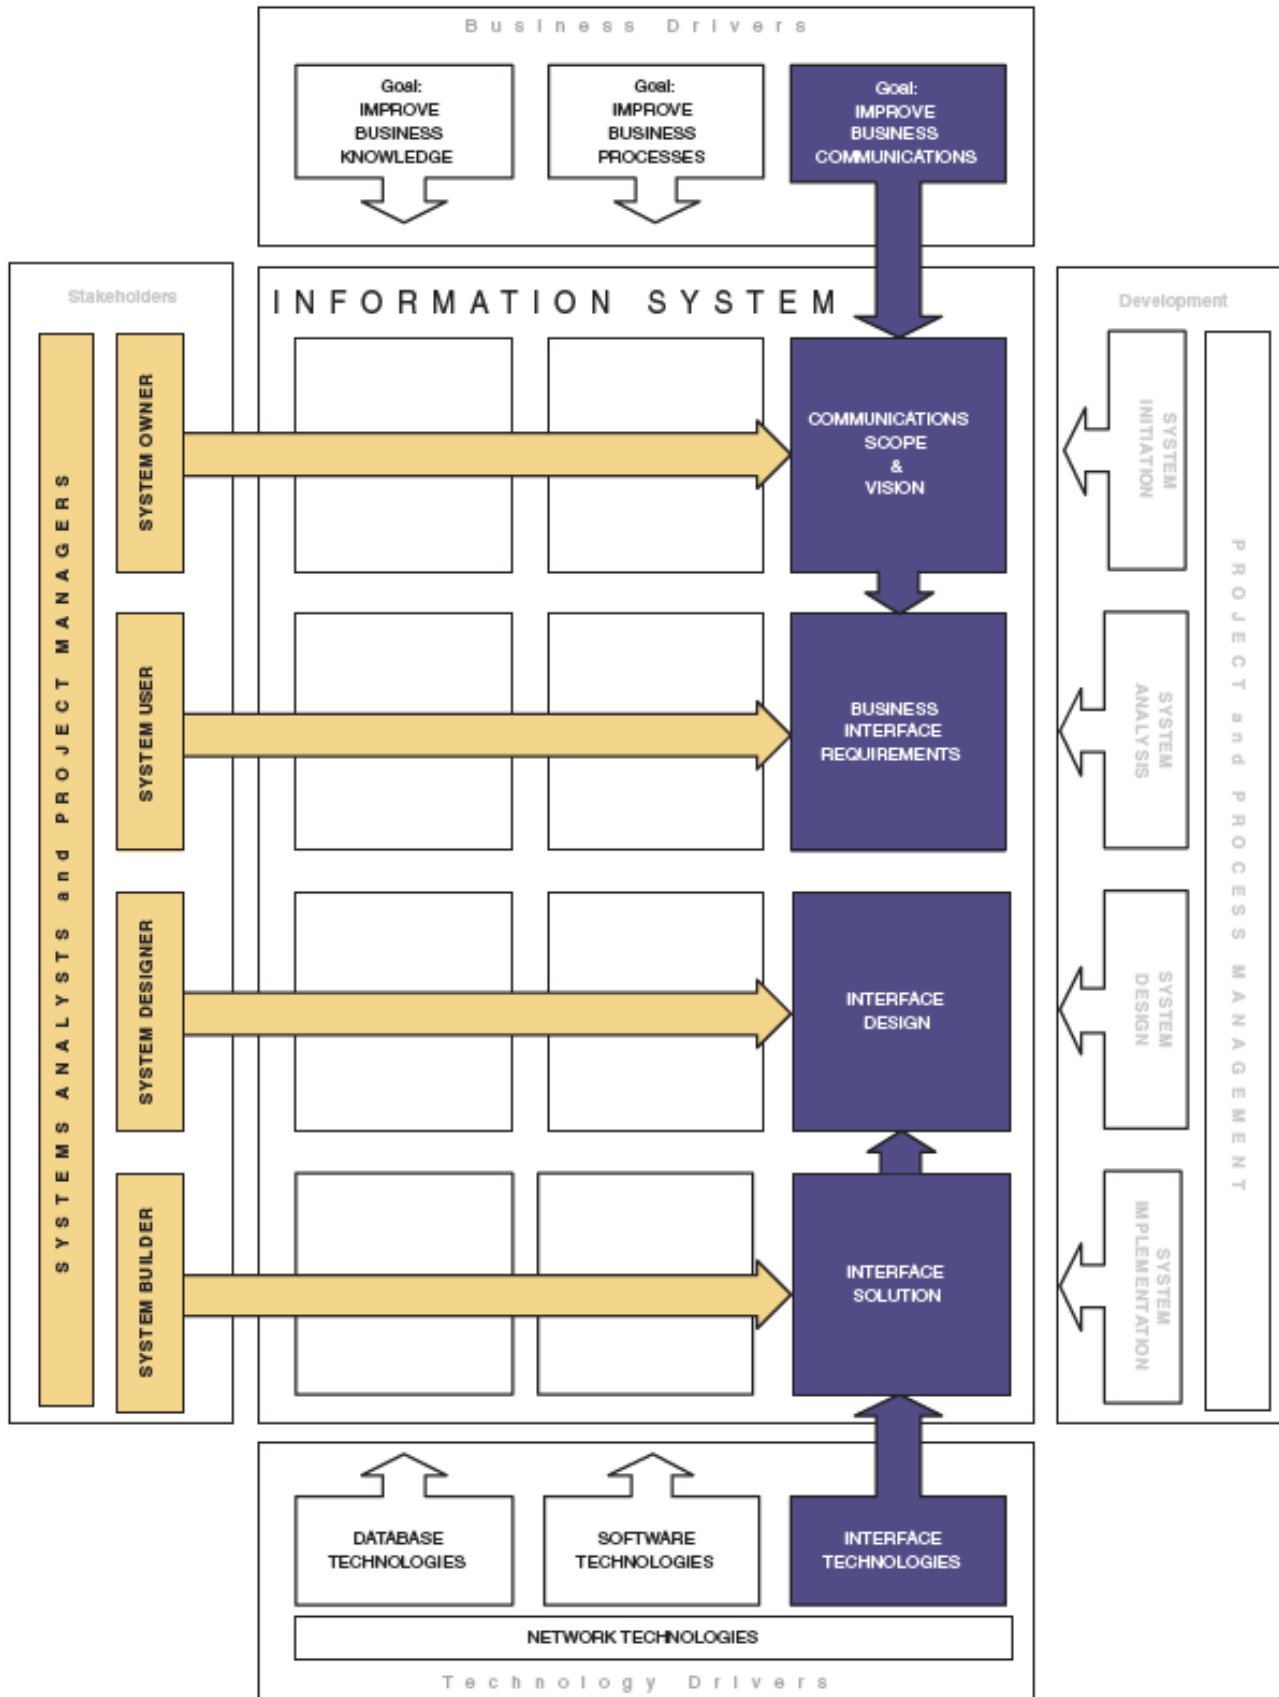 Business Drivers
Goal:
IMPROVE
BUSINESS
KNOWLEDGE
Goal:
IMPROVE
BUSINESS
PROCESSES
Goal:
IMPROVE
BUSINESS
COMMUNICATIONS
Stakeholders
SYSTEMS ANALYSTS and PROJECT MANAGERS
SYSTEM OWNER
SYSTEM USER
SYSTEM DESIGNER
SYSTEM BUILDER
INFORMATION SYSTEM
COMMUNICATIONS
SCOPE
&
VISION
BUSINESS
INTERFACE
REQUIREMENTS
INTERFACE
DESIGN
INTERFACE
SOLUTION
Development
SYSTEM
INITIATION
SYSTEM
ANALYSIS
SYSTEM
DESIGN
SYSTEM
IMPLEMENTATION
PROJECT and PROCESS MANAGEMENT
DATABASE
TECHNOLOGIES
SOFTWARE
TECHNOLOGIES
INTERFACE
TECHNOLOGIES
NETWORK TECHNOLOGIES
Technology Drivers